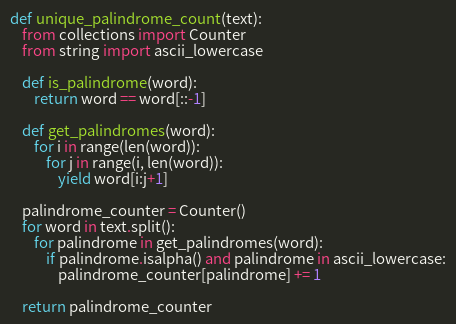 def unique_palindrome_count(text):
    from collections import Counter
    from string import ascii_lowercase

    def is_palindrome(word):
        return word == word[::-1]

    def get_palindromes(word):
        for i in range(len(word)):
            for j in range(i, len(word)):
                yield word[i:j+1]

    palindrome_counter = Counter()
    for word in text.split():
        for palindrome in get_palindromes(word):
            if palindrome.isalpha() and palindrome in ascii_lowercase:
                palindrome_counter[palindrome] += 1

    return palindrome_counter